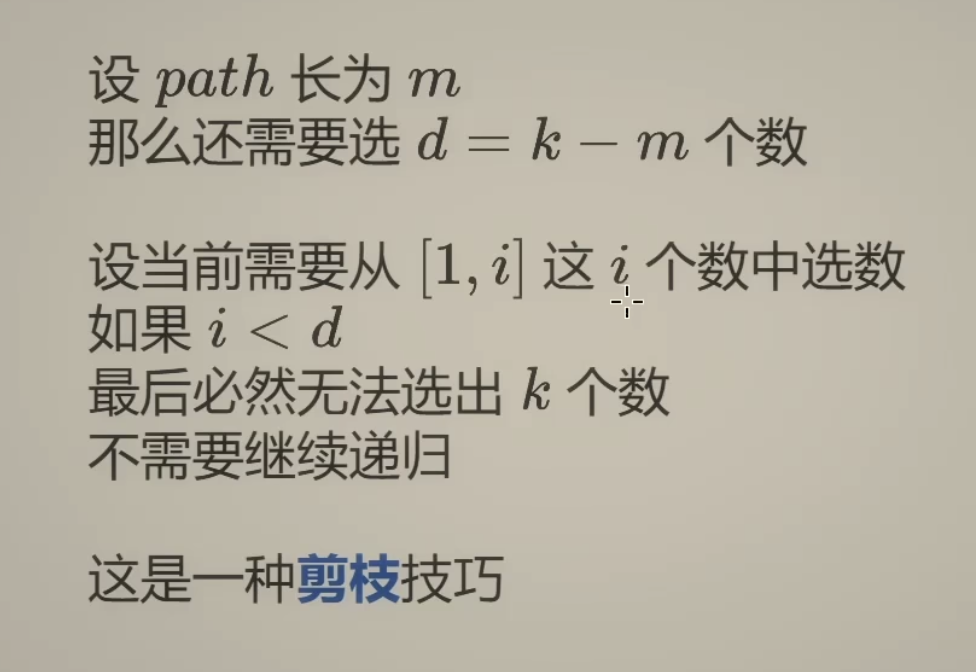 设 path 长为 m
那么还需要选 d = k − m 个数
设当前需要从 [1, i] 这 i 个数中选数
如果 i < d
最后必然无法选出 k 个数
不需要继续递归
这是一种剪枝技巧